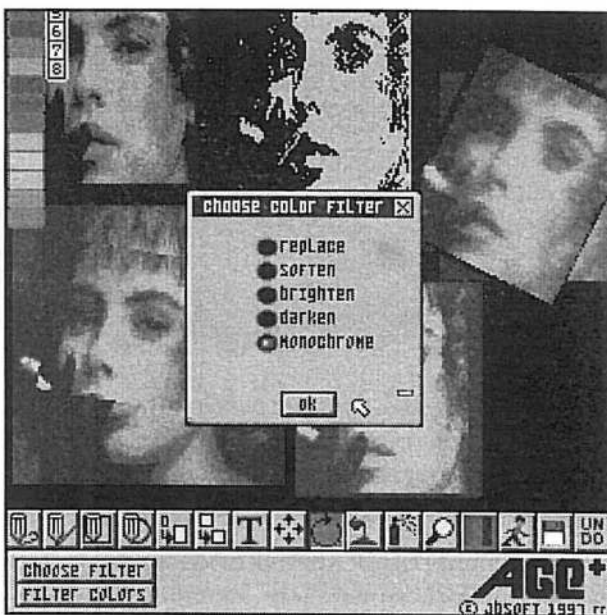 5
6
7
8
choose color filter
replace
soften
brighten
darken
monochrome
ok
T
UN
DO
choose filter
filter colors
AGE+
© JBSOFT 1997